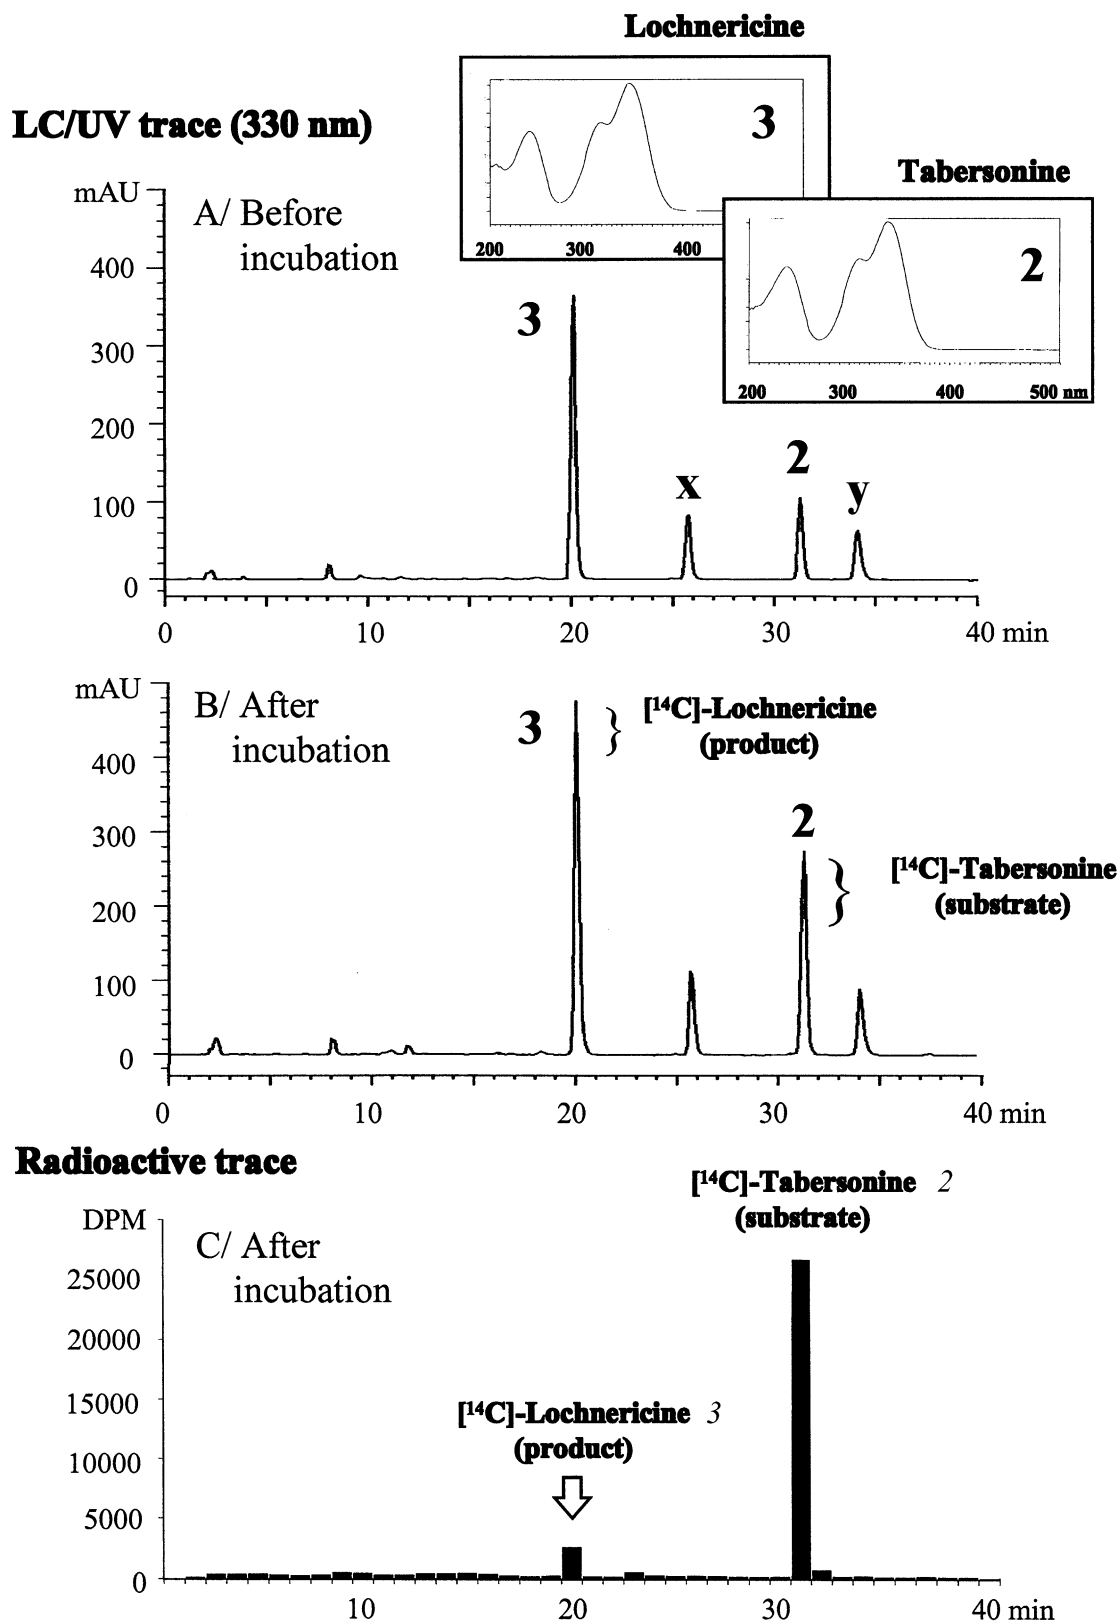 Lochnericine
LC/UV trace (330 nm)
3
200 300 400
Tabersonine
2
200 300 400 500 nm
mAU
A/ Before
incubation
400
300
200
100
0
3
x
2
y
0 10 20 30 40 min
mAU
B/ After
incubation
400
300
200
100
0
3
} [¹⁴C]-Lochnericine
(product)
2
} [¹⁴C]-Tabersonine
(substrate)
0 10 20 30 40 min
Radioactive trace
[¹⁴C]-Tabersonine 2
(substrate)
DPM
C/ After
incubation
25000
20000
15000
10000
5000
0
[¹⁴C]-Lochnericine 3
(product)
10 20 30 40 min